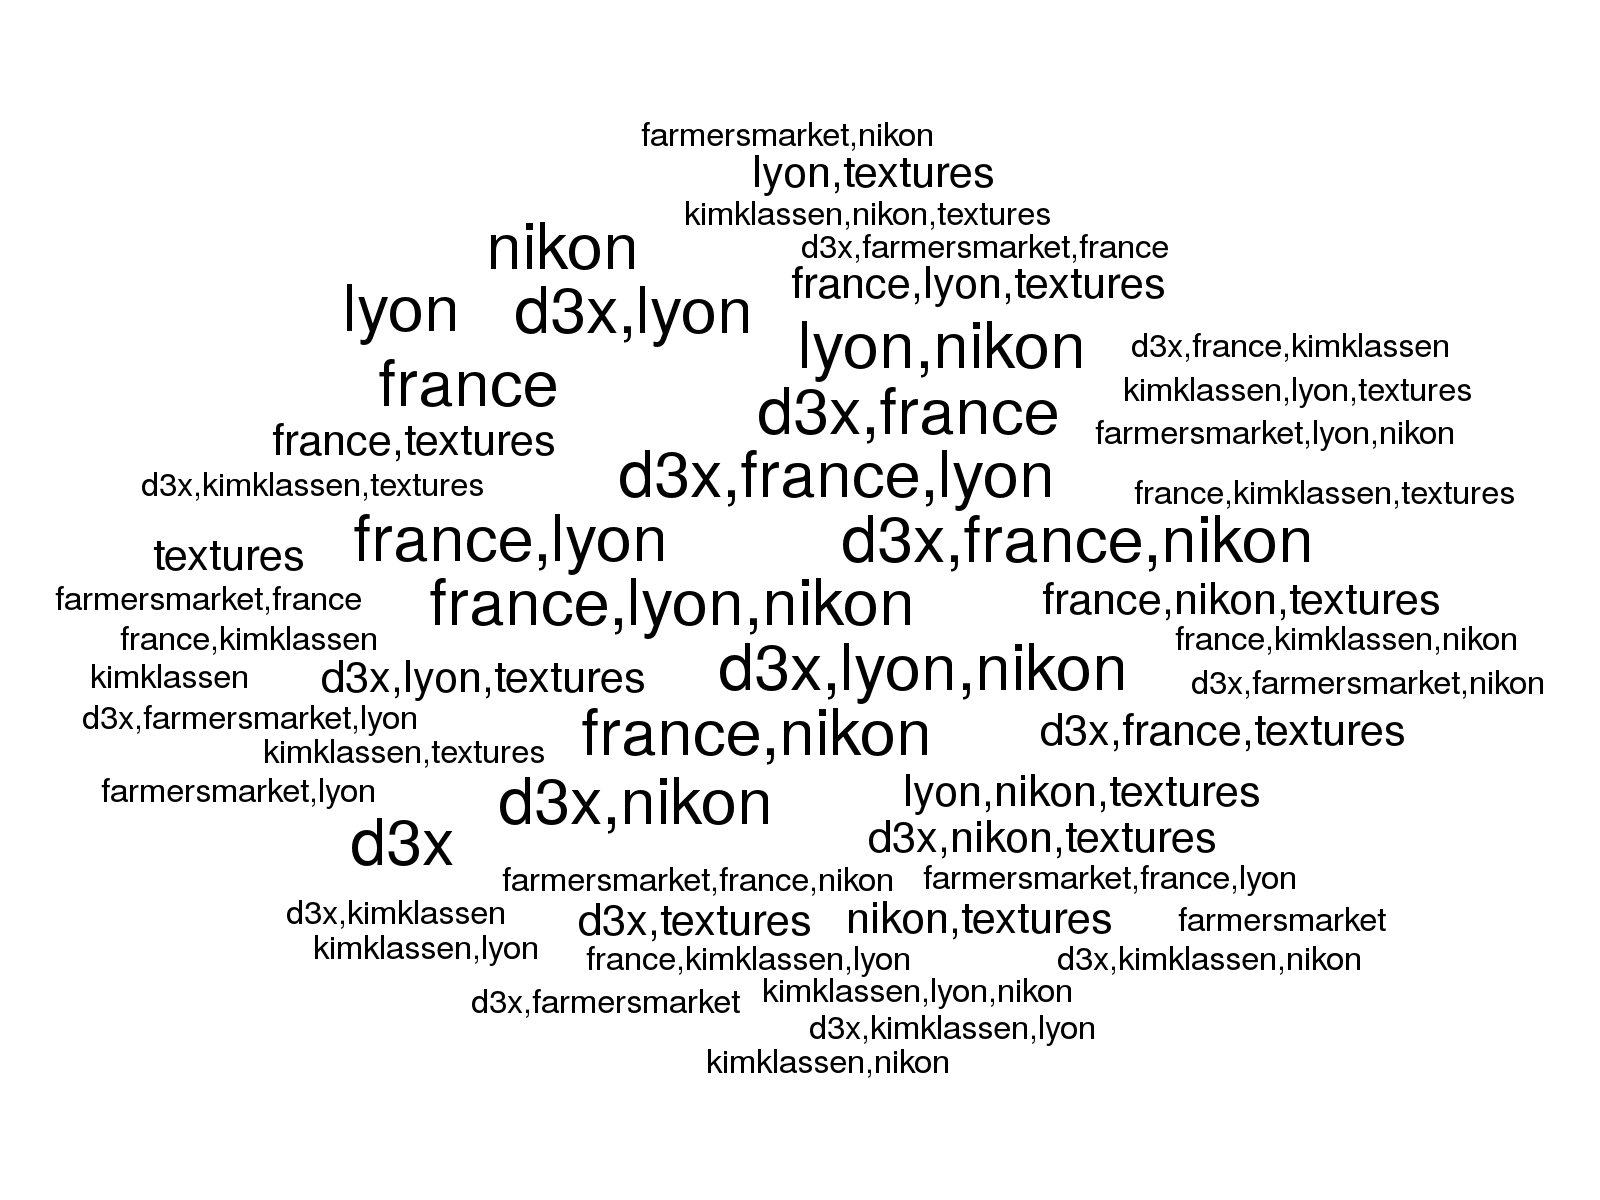 farmersmarket,nikon
lyon,textures
kimklassen,nikon,textures
nikon
d3x,farmersmarket,france
france,lyon,textures
lyon
d3x,lyon
lyon,nikon
d3x,france,kimklassen
france
kimklassen,lyon,textures
d3x,france
farmersmarket,lyon,nikon
france,textures
d3x,france,lyon
d3x,kimklassen,textures
france,kimklassen,textures
france,lyon
d3x,france,nikon
textures
farmersmarket,france
france,lyon,nikon
france,nikon,textures
france,kimklassen
france,kimklassen,nikon
kimklassen
d3x,lyon,textures
d3x,lyon,nikon
d3x,farmersmarket,nikon
d3x,farmersmarket,lyon
france,nikon
d3x,france,textures
kimklassen,textures
farmersmarket,lyon
d3x,nikon
lyon,nikon,textures
d3x
d3x,nikon,textures
farmersmarket,france,nikon
farmersmarket,france,lyon
d3x,kimklassen
d3x,textures
nikon,textures
farmersmarket
kimklassen,lyon
france,kimklassen,lyon
d3x,kimklassen,nikon
d3x,farmersmarket
kimklassen,lyon,nikon
d3x,kimklassen,lyon
kimklassen,nikon